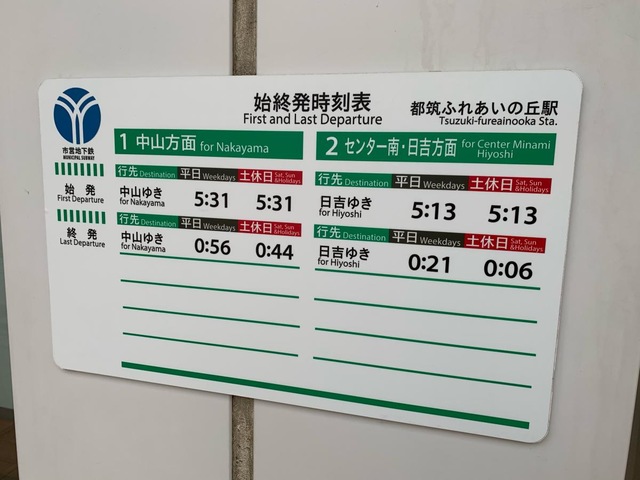 始終発時刻表
First and Last Departure
都筑ふれあいの丘駅
Tsuzuki-fureainooka Sta.
市営地下鉄
MUNICIPAL SUBWAY
1 中山方面 for Nakayama
2 センター南・日吉方面 for Center Minami Hiyoshi
始発
First Departure
行先 Destination 平日 Weekdays 土休日 Sat, Sun &Holidays
中山ゆき for Nakayama 5:31 5:31
行先 Destination 平日 Weekdays 土休日 Sat, Sun &Holidays
日吉ゆき for Hiyoshi 5:13 5:13
終発
Last Departure
行先 Destination 平日 Weekdays 土休日 Sat, Sun &Holidays
中山ゆき for Nakayama 0:56 0:44
行先 Destination 平日 Weekdays 土休日 Sat, Sun &Holidays
日吉ゆき for Hiyoshi 0:21 0:06